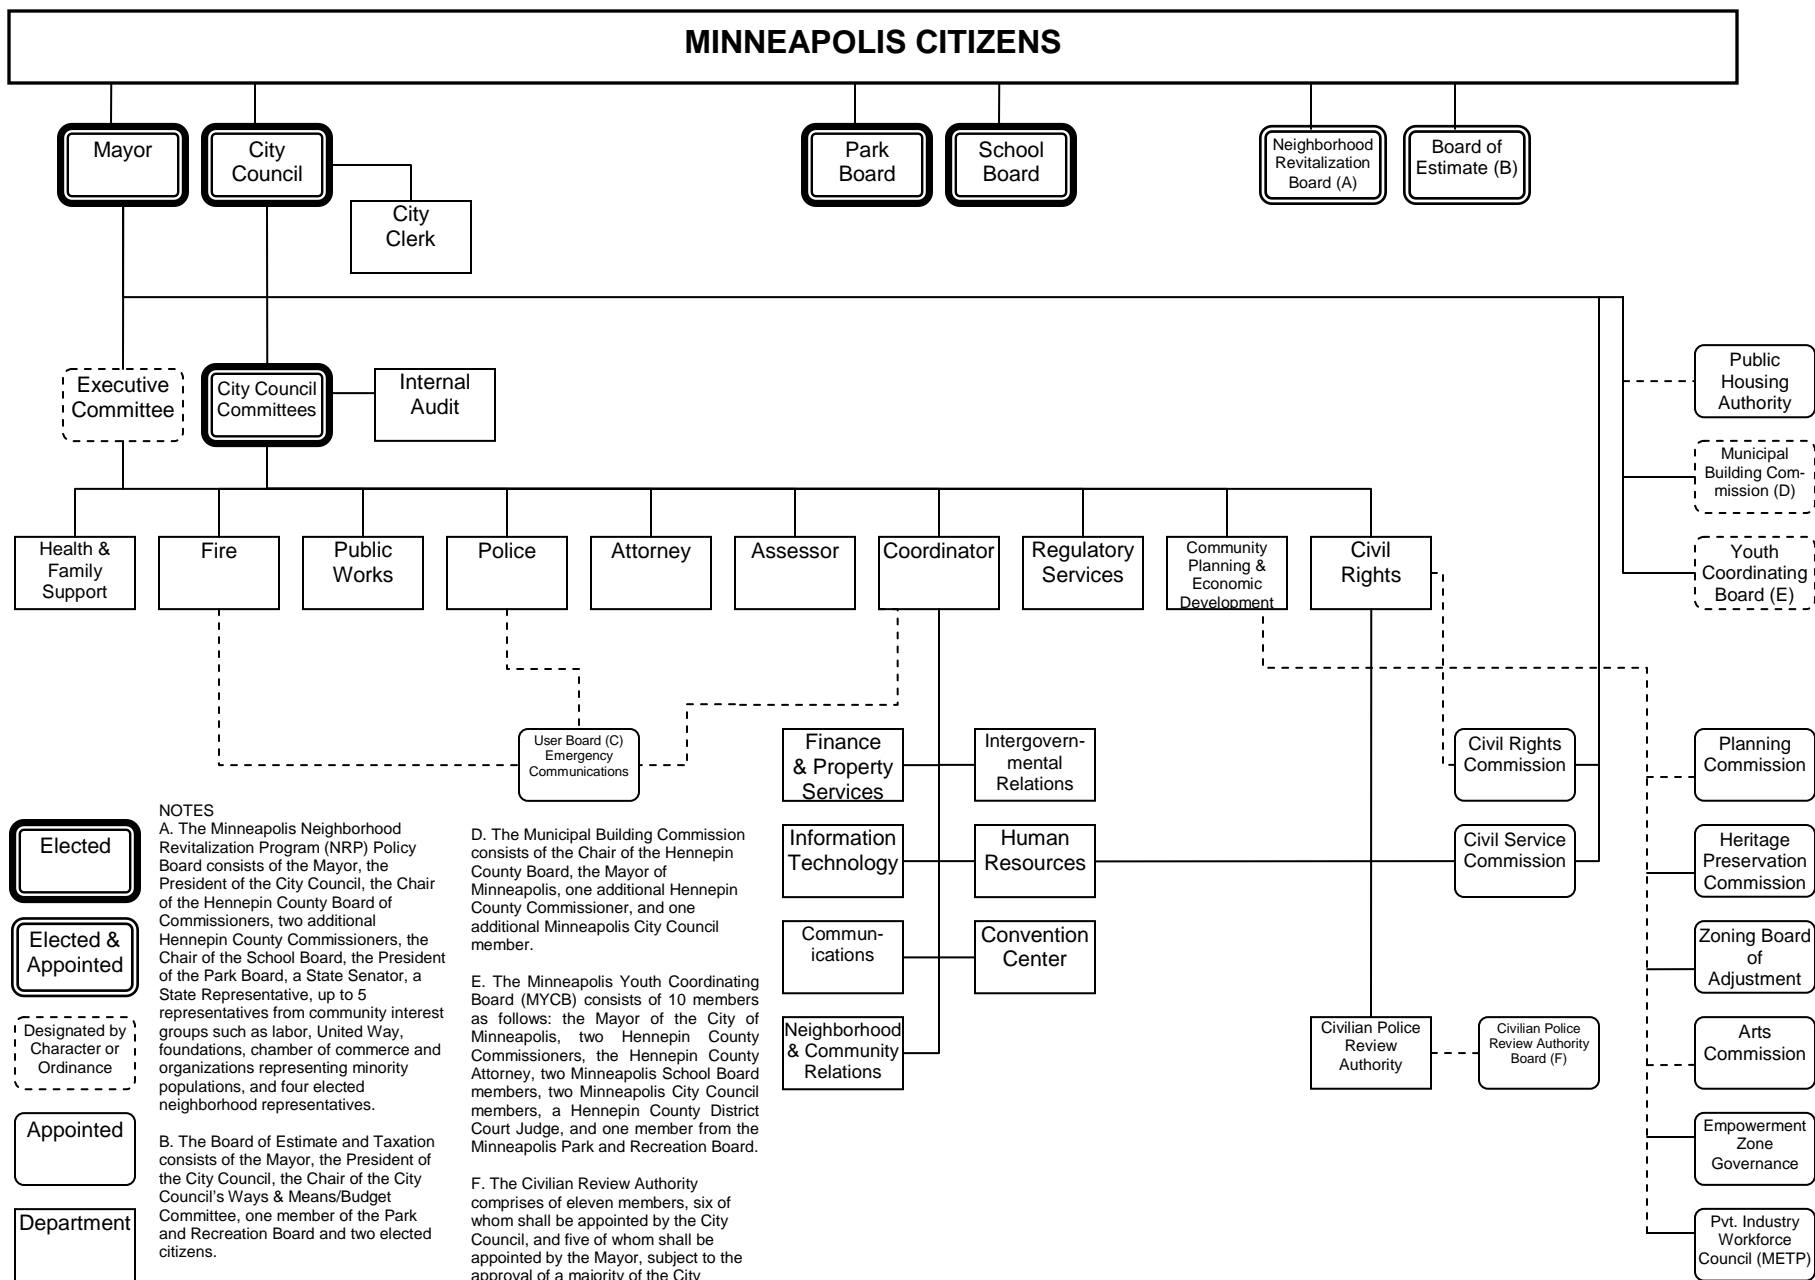 MINNEAPOLIS CITIZENS
Mayor
City
Council
Park
Board
School
Board
Neighborhood
Revitalization
Board (A)
Board of
Estimate (B)
City
Clerk
Executive
Committee
City Council
Committees
Internal
Audit
Public
Housing
Authority
Municipal
Building Com-
mission (D)
Youth
Coordinating
Board (E)
Health &
Family
Support
Fire
Public
Works
Police
Attorney
Assessor
Coordinator
Regulatory
Services
Community
Planning &
Economic
Development
Civil
Rights
User Board (C)
Emergency
Communications
Finance
& Property
Services
Intergovern-
mental
Relations
Civil Rights
Commission
Planning
Commission
Information
Technology
Human
Resources
Civil Service
Commission
Heritage
Preservation
Commission
Commun-
ications
Convention
Center
Zoning Board
of
Adjustment
Neighborhood
& Community
Relations
Civilian Police
Review
Authority
Civilian Police
Review Authority
Board (F)
Arts
Commission
Empowerment
Zone
Governance
Pvt. Industry
Workforce
Council (METP)
Elected
Elected &
Appointed
Designated by
Character or
Ordinance
Appointed
Department
NOTES
A. The Minneapolis Neighborhood
Revitalization Program (NRP) Policy
Board consists of the Mayor, the
President of the City Council, the Chair
of the Hennepin County Board of
Commissioners, two additional
Hennepin County Commissioners, the
Chair of the School Board, the President
of the Park Board, a State Senator, a
State Representative, up to 5
representatives from community interest
groups such as labor, United Way,
foundations, chamber of commerce and
organizations representing minority
populations, and four elected
neighborhood representatives.
B. The Board of Estimate and Taxation
consists of the Mayor, the President of
the City Council, the Chair of the City
Council's Ways & Means/Budget
Committee, one member of the Park
and Recreation Board and two elected
citizens.
D. The Municipal Building Commission
consists of the Chair of the Hennepin
County Board, the Mayor of
Minneapolis, one additional Hennepin
County Commissioner, and one
additional Minneapolis City Council
member.
E. The Minneapolis Youth Coordinating
Board (MYCB) consists of 10 members
as follows: the Mayor of the City of
Minneapolis, two Hennepin County
Commissioners, the Hennepin County
Attorney, two Minneapolis School Board
members, two Minneapolis City Council
members, a Hennepin County District
Court Judge, and one member from the
Minneapolis Park and Recreation Board.
F. The Civilian Review Authority
comprises of eleven members, six of
whom shall be appointed by the City
Council, and five of whom shall be
appointed by the Mayor, subject to the
approval of a majority of the City